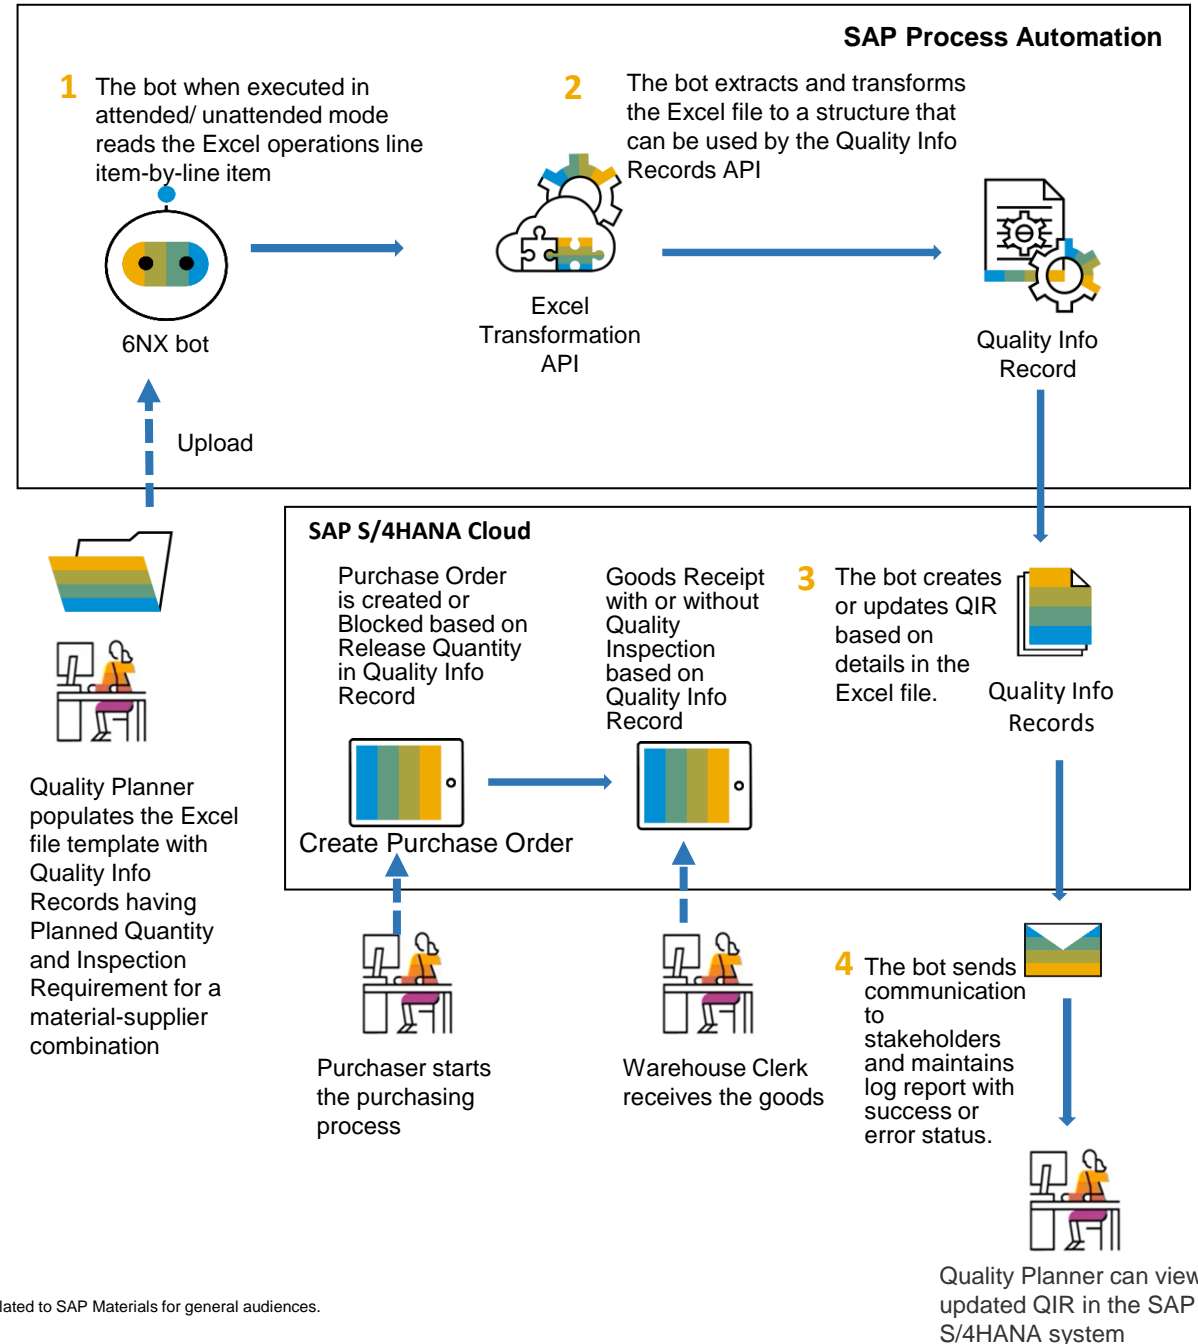 SAP Process Automation
1
The bot when executed in
attended/ unattended mode
reads the Excel operations line
item-by-line item
2
The bot extracts and transforms
the Excel file to a structure that
can be used by the Quality Info
Records API
6NX bot
Excel
Transformation
API
Quality Info
Record
Upload
SAP S/4HANA Cloud
Purchase Order
is created or
Blocked based on
Release Quantity
in Quality Info
Record
Goods Receipt
with or without
Quality
Inspection
based on
Quality Info
Record
3
The bot creates
or updates QIR
based on
details in the
Excel file.
Quality Info
Records
Create Purchase Order
Quality Planner
populates the Excel
file template with
Quality Info
Records having
Planned Quantity
and Inspection
Requirement for a
material-supplier
combination
Purchaser starts
the purchasing
process
Warehouse Clerk
receives the goods
4
The bot sends
communication
to
stakeholders
and maintains
log report with
success or
error status.
Quality Planner can view
updated QIR in the SAP
S/4HANA system
lated to SAP Materials for general audiences.